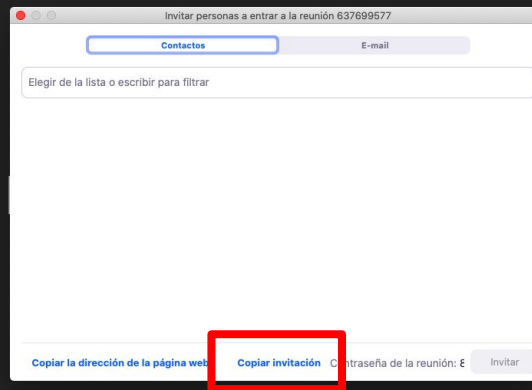 Invitar personas a entrar a la reunión 637699577
Contactos
E-mail
Elegir de la lista o escribir para filtrar
Copiar la dirección de la página web
Copiar invitación
Contraseña de la reunión: 8
Invitar